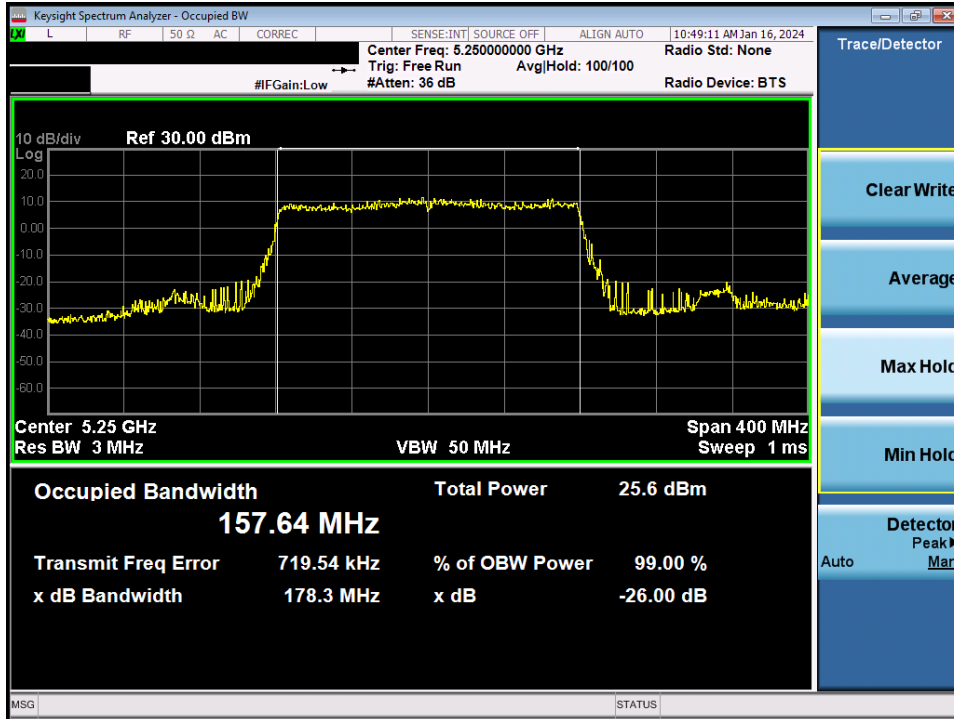 Keysight Spectrum Analyzer - Occupied BW
LXI L RF 50 Ω AC CORREC SENSE:INT SOURCE OFF ALIGN AUTO 10:49:11 AM Jan 16, 2024
Center Freq: 5.250000000 GHz Radio Std: None
Trig: Free Run Avg|Hold: 100/100
#IFGain:Low #Atten: 36 dB Radio Device: BTS
10 dB/div Ref 30.00 dBm
Log
20.0
10.0
0.00
-10.0
-20.0
-30.0
-40.0
-50.0
-60.0
Center 5.25 GHz Span 400 MHz
Res BW 3 MHz VBW 50 MHz Sweep 1 ms
Occupied Bandwidth Total Power 25.6 dBm
157.64 MHz
Transmit Freq Error 719.54 kHz % of OBW Power 99.00 %
x dB Bandwidth 178.3 MHz x dB -26.00 dB
MSG STATUS
Trace/Detector
Clear Write
Average
Max Hold
Min Hold
Detector
Peak
Auto Man